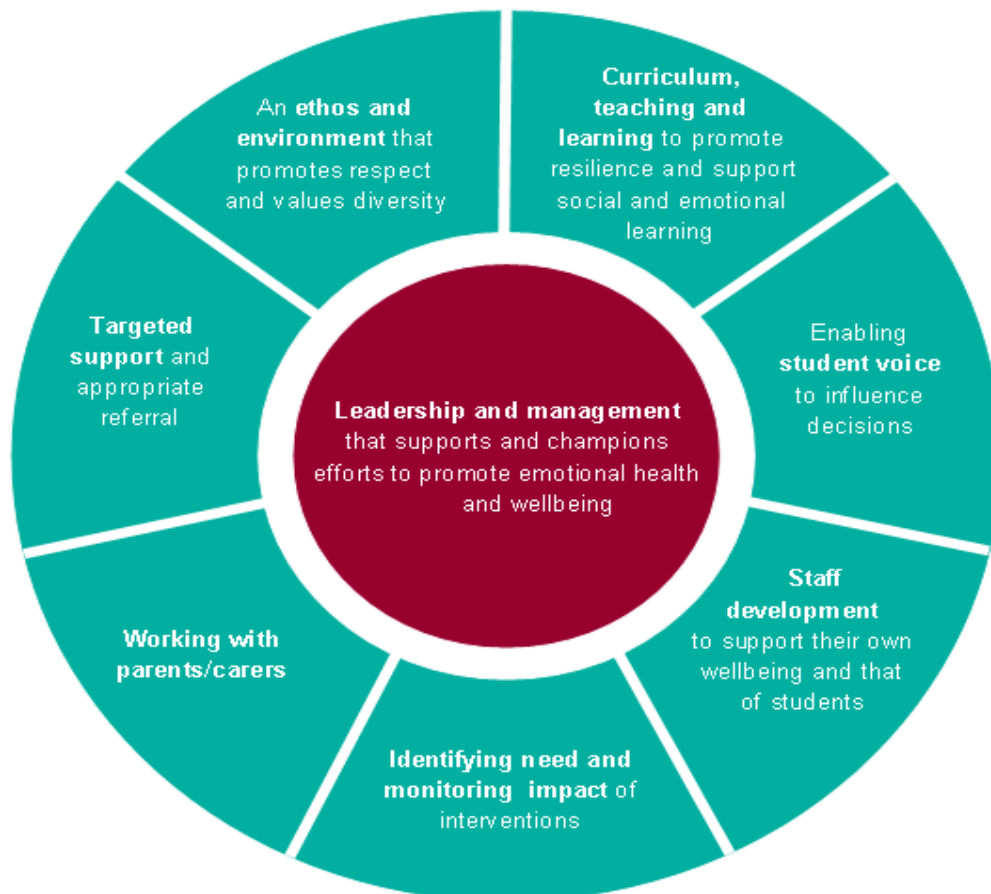 An ethos and
environment that
promotes respect
and values diversity
Curriculum,
teaching and
learning to promote
resilience and support
social and emotional
learning
Enabling
student voice
to influence
decisions
Staff
development
to support their own
wellbeing and that
of students
Identifying need and
monitoring impact of
interventions
Working with
parents/carers
Targeted
support and
appropriate
referral
Leadership and management
that supports and champions
efforts to promote emotional health
and wellbeing